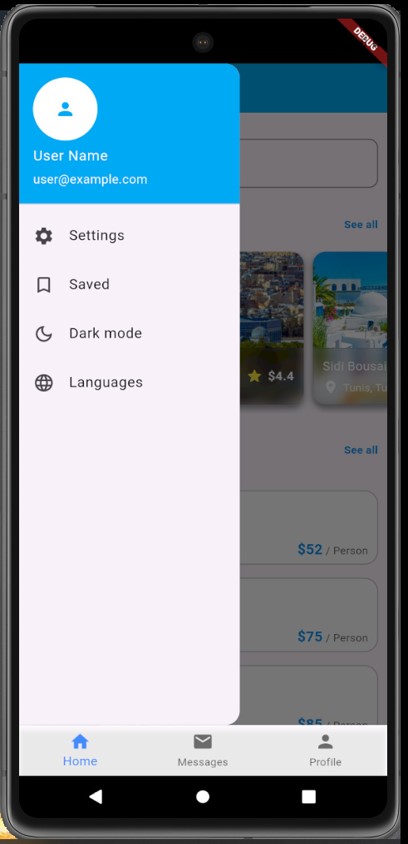 DEBUG
User Name
user@example.com
Settings
See all
Saved
Dark mode
Sidi Bousal
$4.4
Tunis, Tu
Languages
See all
$52 / Person
$75 / Person
$85 / Person
Home
Messages
Profile